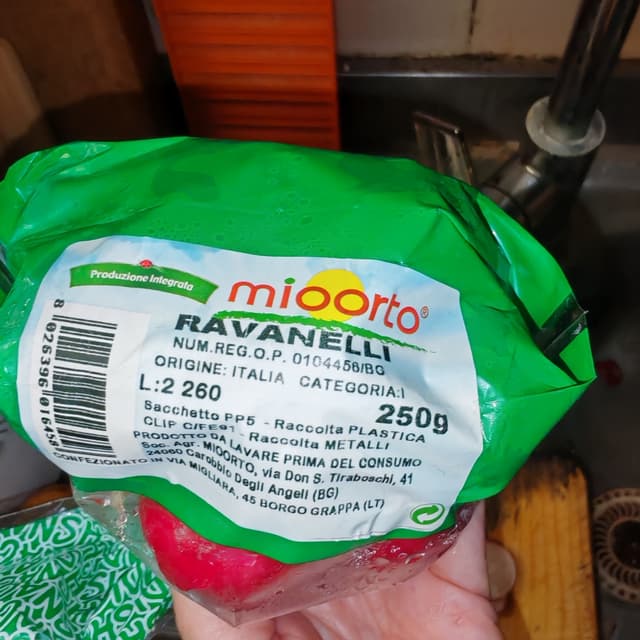 Produzione Integrata
mioorto®
RAVANELLI
NUM.REG.O.P. 0104456/BG
ORIGINE: ITALIA CATEGORIA:I
L:2 260
250g
Sacchetto PP5 - Raccolta PLASTICA
CLIP C/FE91 - Raccolta METALLI
PRODOTTO DA LAVARE PRIMA DEL CONSUMO
Soc. Agr. MIOORTO, via Don S. Tiraboschi, 41
24060 Carobbio Degli Angeli (BG)
CONFEZIONATO IN VIA MIGLIARA, 45 BORGO GRAPPA (LT)